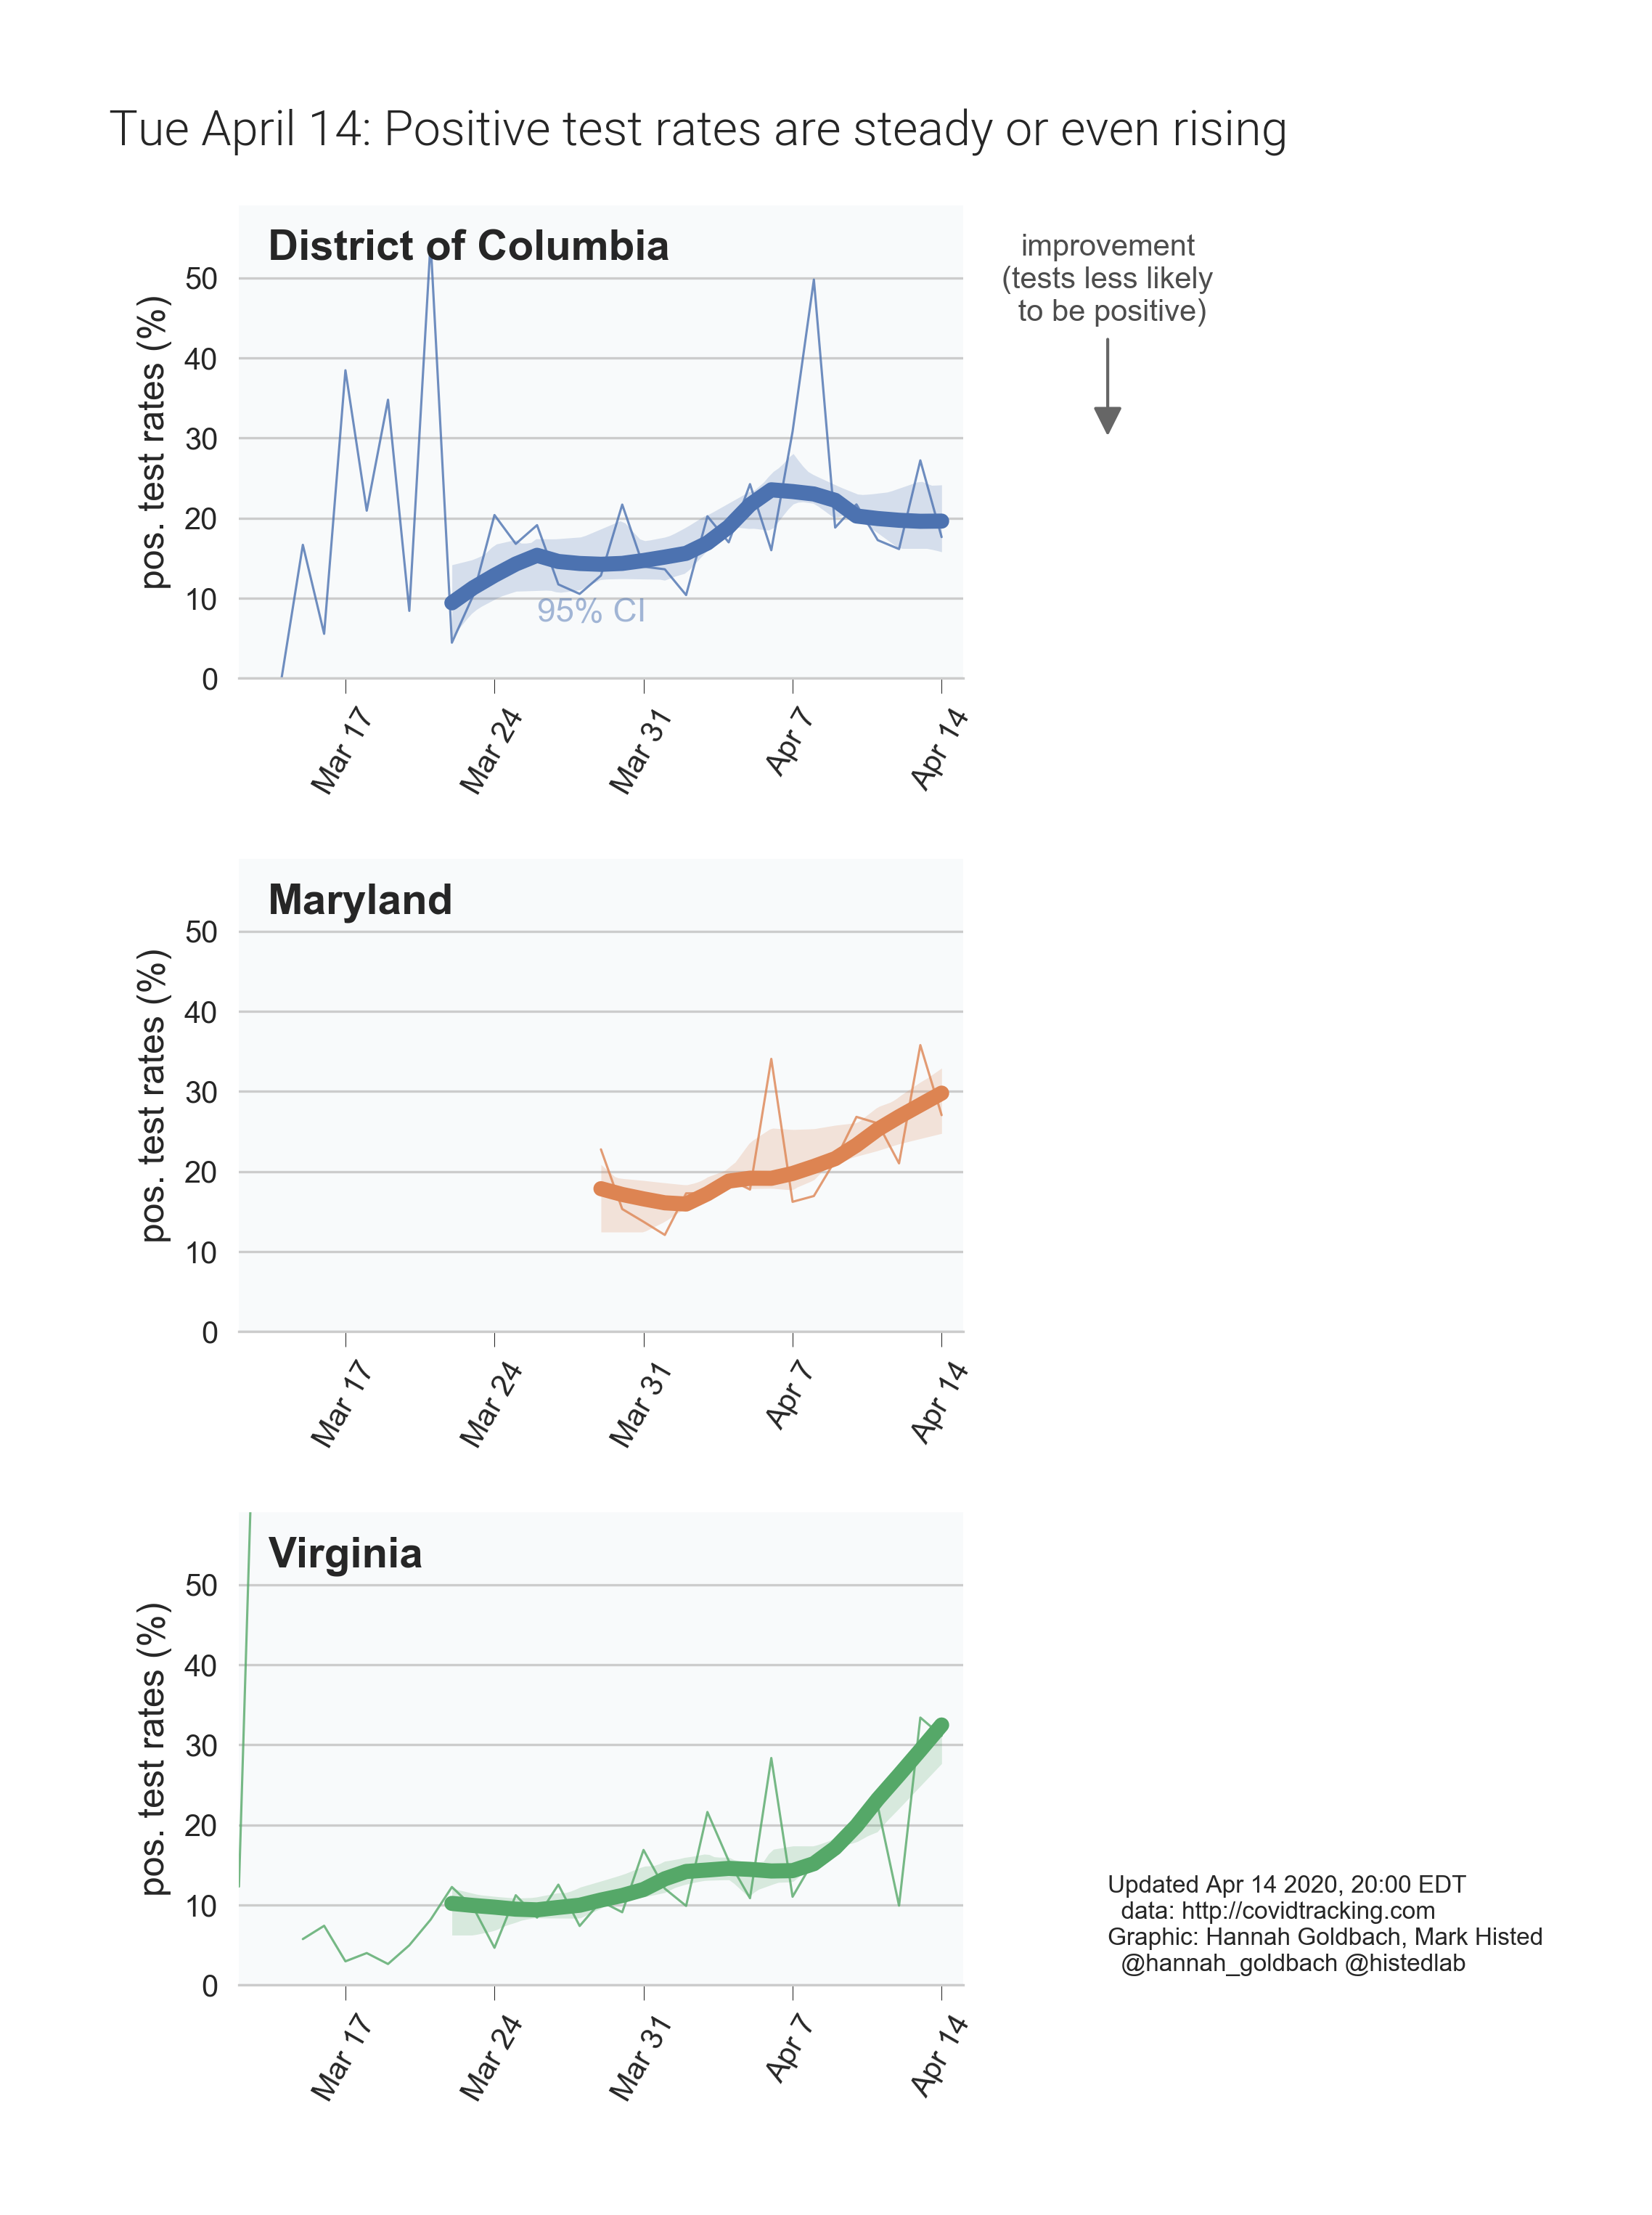 Tue April 14: Positive test rates are steady or even rising
District of Columbia
improvement
(tests less likely
to be positive)
pos. test rates (%)
50
40
30
20
10
0
95% CI
Mar 17
Mar 24
Mar 31
Apr 7
Apr 14
Maryland
pos. test rates (%)
50
40
30
20
10
0
Mar 17
Mar 24
Mar 31
Apr 7
Apr 14
Virginia
pos. test rates (%)
50
40
30
20
10
0
Mar 17
Mar 24
Mar 31
Apr 7
Apr 14
Updated Apr 14 2020, 20:00 EDT
data: http://covidtracking.com
Graphic: Hannah Goldbach, Mark Histed
@hannah_goldbach @histedlab